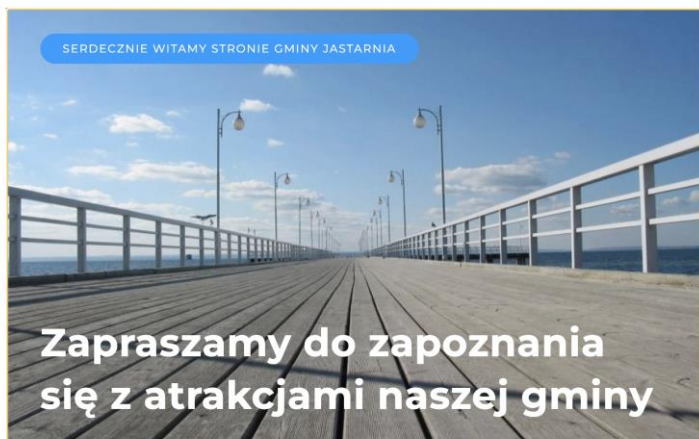 SERDECZNIE WITAMY STRONIE GMINY JASTARNIA
Zapraszamy do zapoznania
się z atrakcjami naszej gminy